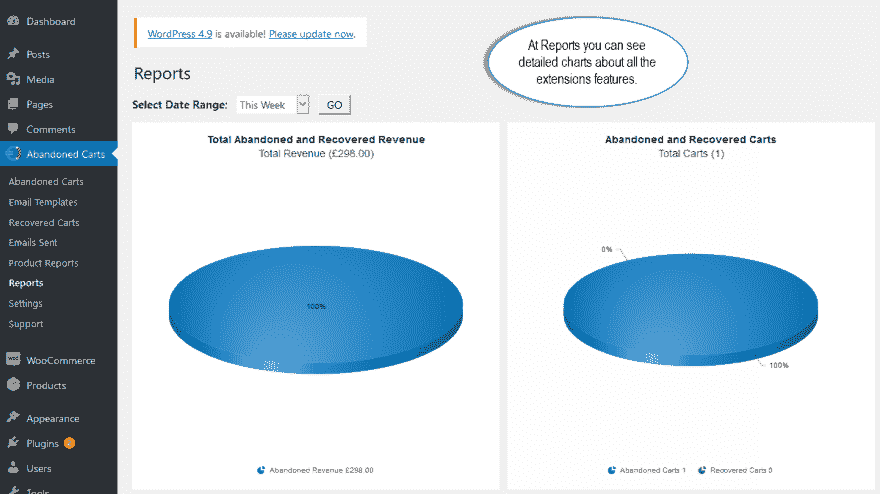 Dashboard
Posts
Media
Pages
Comments
Abandoned Carts
Abandoned Carts
Email Templates
Recovered Carts
Emails Sent
Product Reports
Reports
Settings
Support
WooCommerce
Products
Appearance
Plugins
Users
Tools
WordPress 4.9 is available! Please update now.
Reports
Select Date Range: This Week GO
At Reports you can see
detailed charts about all the
extensions features.
Total Abandoned and Recovered Revenue
Total Revenue (£298.00)
100%
Abandoned Revenue £298.00
Abandoned and Recovered Carts
Total Carts (1)
0%
100%
Abandoned Carts 1 Recovered Carts 0